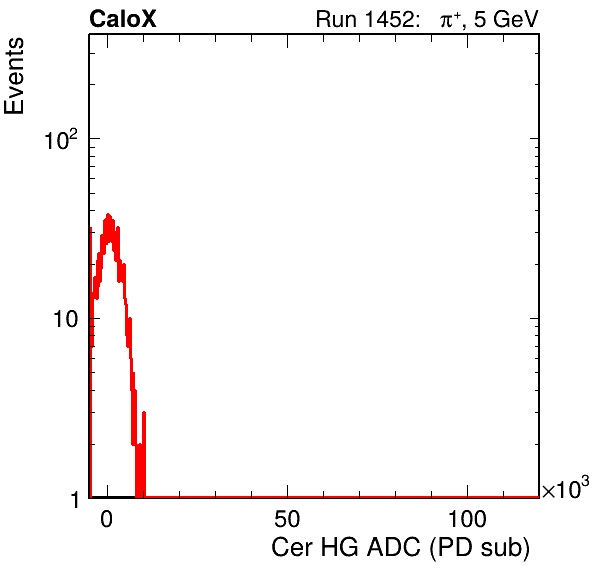 CaloX Run 1452: π⁺, 5 GeV
Events
10²
10
1
0 50 100
×10³
Cer HG ADC (PD sub)